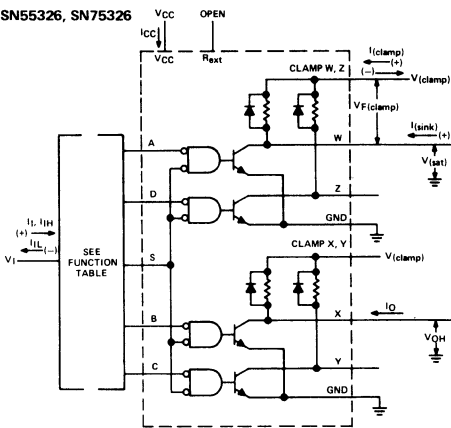 SN55326, SN75326
VCC
OPEN
ICC
VCC
Rext
CLAMP W, Z
I(clamp)
(+)
(−)
V(clamp)
VF(clamp)
I(sink)
(+)
A
W
V(sat)
D
Z
II, IIH
(+)
IIL
(−)
VI
SEE
FUNCTION
TABLE
S
GND
CLAMP X, Y
V(clamp)
B
X
IO
VOH
C
Y
GND